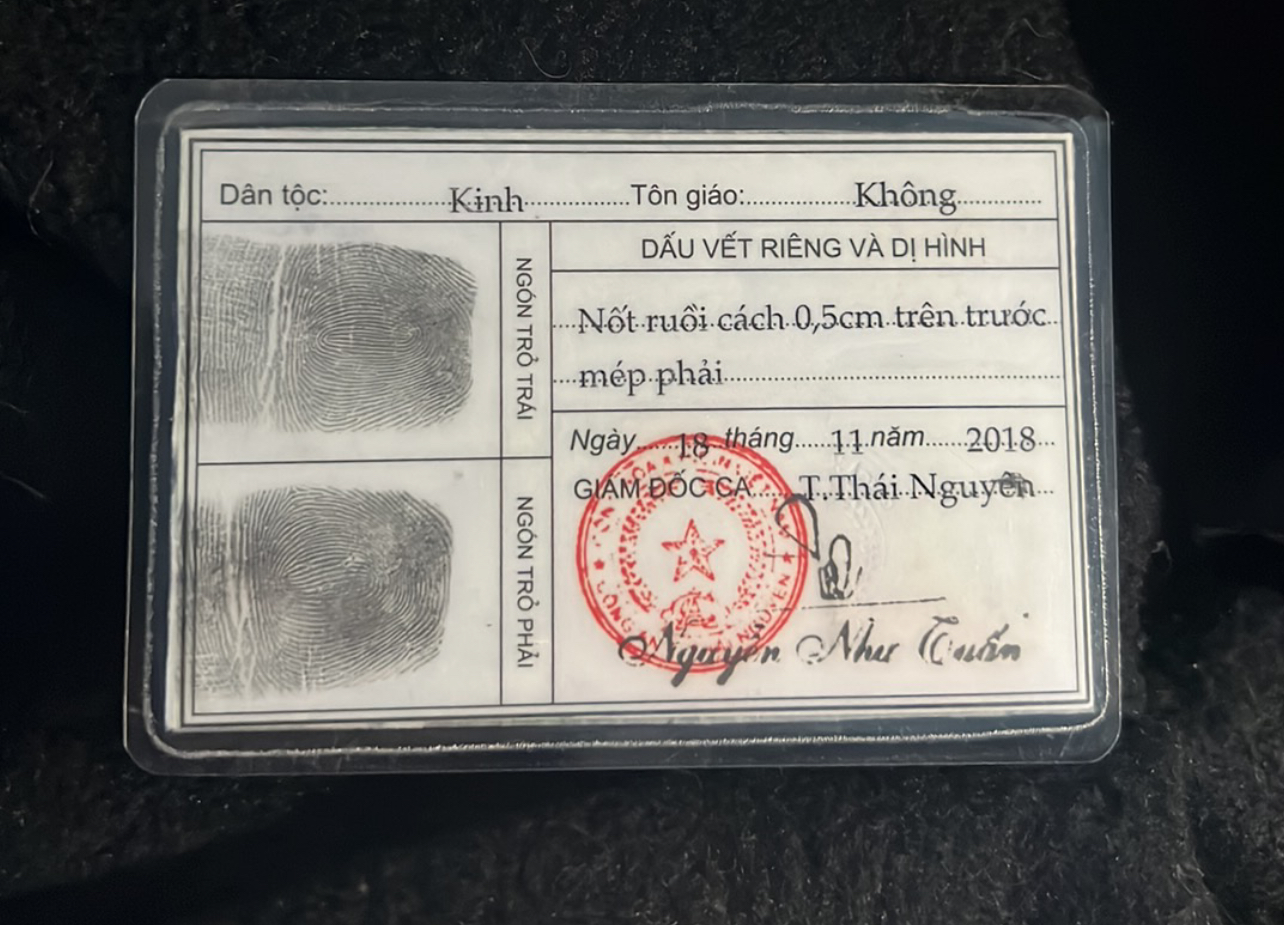 Dân tộc: Kinh Tôn giáo: Không
NGÓN TRỎ TRÁI
DẤU VẾT RIÊNG VÀ DỊ HÌNH
Nốt ruồi cách 0,5cm trên trước
mép phải
NGÓN TRỎ PHẢI
Ngày 18 tháng 11 năm 2018
GIÁM ĐỐC CA T.Thái Nguyên
Nguyễn Như Tuấn